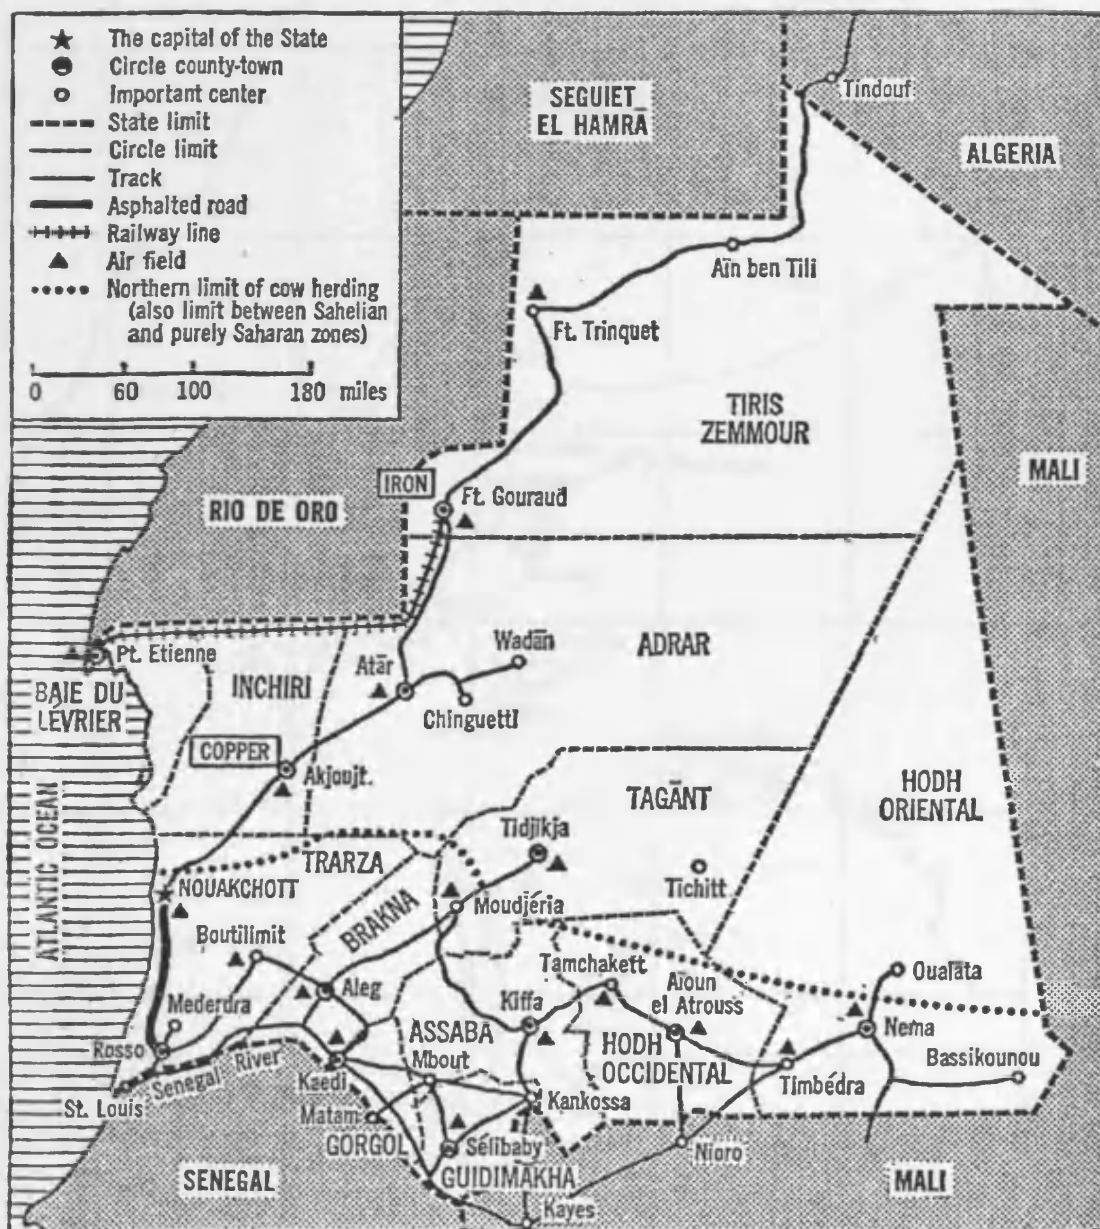 The capital of the State
Circle county-town
Important center
State limit
Circle limit
Track
Asphalted road
Railway line
Air field
Northern limit of cow herding
(also limit between Sahelian
and purely Saharan zones)
0 60 100 180 miles
SEGUIET
EL HAMRĀ
Tindouf
ALGERIA
Aïn ben Tili
Ft. Trinquet
TIRIS
ZEMMOUR
MALI
IRON
Ft. Gouraud
RIO DE ORO
Pt. Etienne
BAIE DU
LÉVRIER
INCHIRI
Atār
Wadān
Chinguetti
ADRAR
COPPER
Akjoujt.
ATLANTIC OCEAN
TAGĀNT
HODH
ORIENTAL
Tidjikja
Tichitt
TRARZA
NOUAKCHOTT
Moudjéria
BRAKNA
Boutilimit
Aleg
Mederdra
Rosso
Senegal River
St. Louis
Tamchakett
Aïoun
el Atrouss
Oualāta
Kiffa
Nema
ASSABA
Mbout
HODH
OCCIDENTAL
Bassikounou
Timbédra
Kaedi
Kankossa
Matam
GORGOL
Sélibaby
GUIDIMAKHA
Nioro
SENEGAL
Kayes
MALI